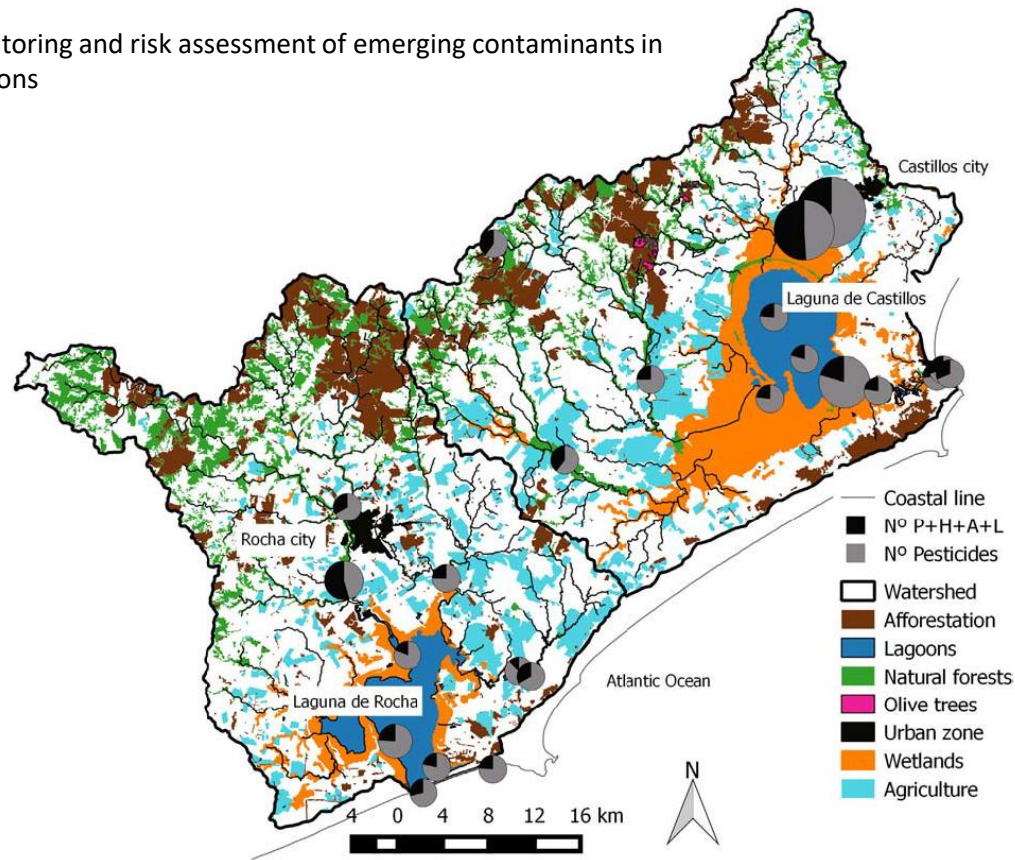 toring and risk assessment of emerging contaminants in
ons
Castillos city
Laguna de Castillos
Rocha city
Laguna de Rocha
Atlantic Ocean
Coastal line
Nº P+H+A+L
Nº Pesticides
Watershed
Afforestation
Lagoons
Natural forests
Olive trees
Urban zone
Wetlands
Agriculture
N
4 0 4 8 12 16 km